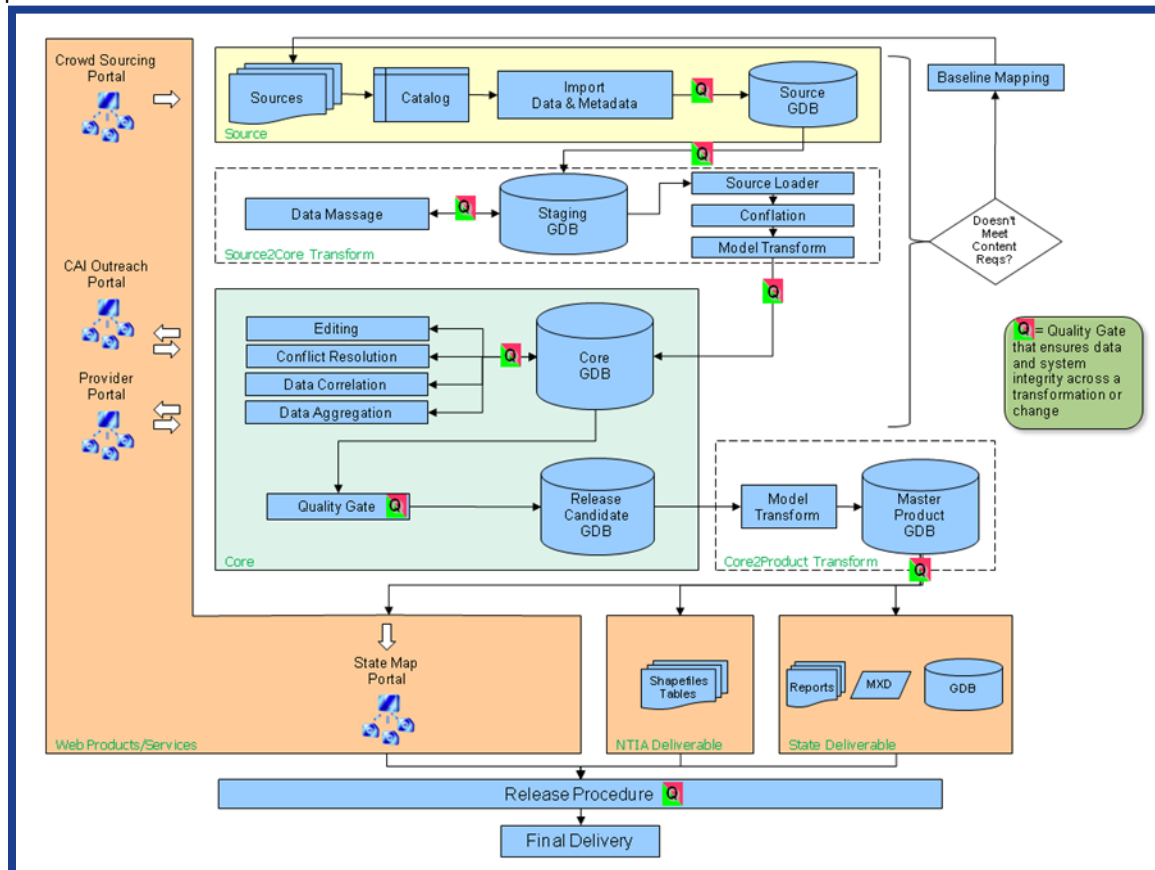 Crowd Sourcing
Portal
Sources
Catalog
Import
Data & Metadata
Q
Source
GDB
Source
Baseline Mapping
Q
Data Massage
Q
Staging
GDB
Source Loader
Conflation
Model Transform
Source2Core Transform
Doesn't
Meet
Content
Reqs?
CAI Outreach
Portal
Q
Editing
Conflict Resolution
Data Correlation
Data Aggregation
Q
Core
GDB
Q = Quality Gate
that ensures data
and system
integrity across a
transformation or
change
Provider
Portal
Quality Gate Q
Release
Candidate
GDB
Core
Model
Transform
Master
Product
GDB
Core2Product Transform
Q
State Map
Portal
Web Products/Services
Shapefiles
Tables
NTIA Deliverable
Reports
MXD
GDB
State Deliverable
Release Procedure Q
Final Delivery